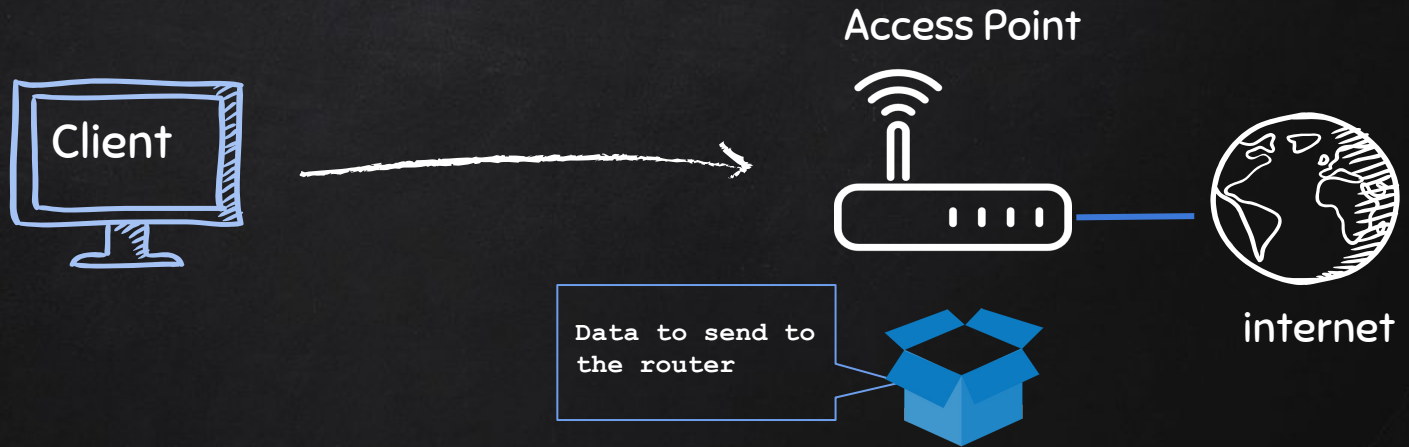 Access Point
Client
Data to send to
the router
internet